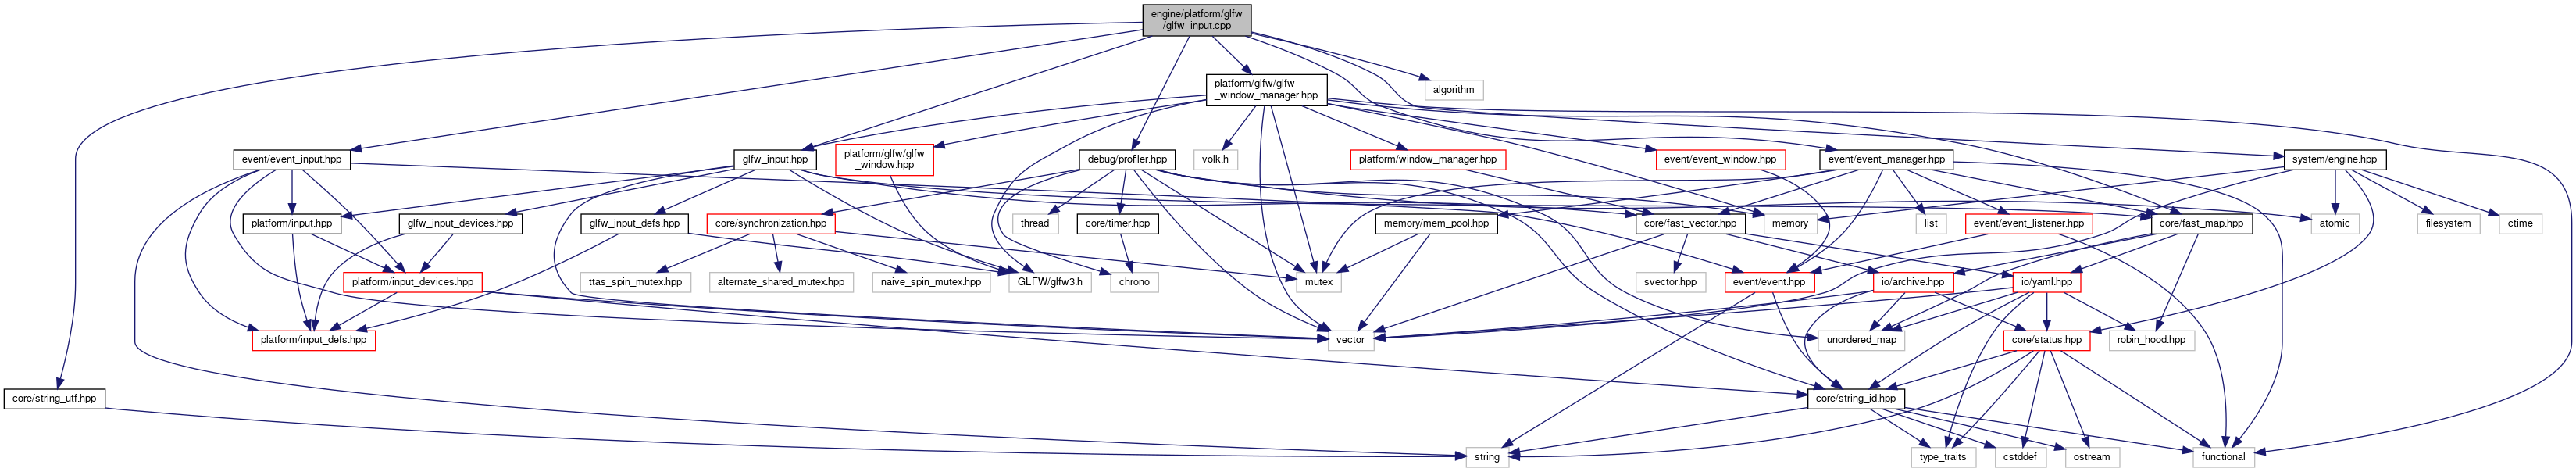 engine/platform/glfw
/glfw_input.cpp
platform/glfw/glfw
_window_manager.hpp
algorithm
event/event_input.hpp
glfw_input.hpp
platform/glfw/glfw
_window.hpp
debug/profiler.hpp
volk.h
platform/window_manager.hpp
event/event_window.hpp
event/event_manager.hpp
system/engine.hpp
platform/input.hpp
glfw_input_devices.hpp
glfw_input_defs.hpp
core/synchronization.hpp
thread
core/timer.hpp
memory/mem_pool.hpp
core/fast_vector.hpp
memory
list
event/event_listener.hpp
core/fast_map.hpp
atomic
filesystem
ctime
platform/input_devices.hpp
ttas_spin_mutex.hpp
alternate_shared_mutex.hpp
naive_spin_mutex.hpp
GLFW/glfw3.h
chrono
mutex
svector.hpp
event/event.hpp
io/archive.hpp
io/yaml.hpp
platform/input_defs.hpp
vector
unordered_map
core/status.hpp
robin_hood.hpp
core/string_utf.hpp
core/string_id.hpp
string
type_traits
cstddef
ostream
functional